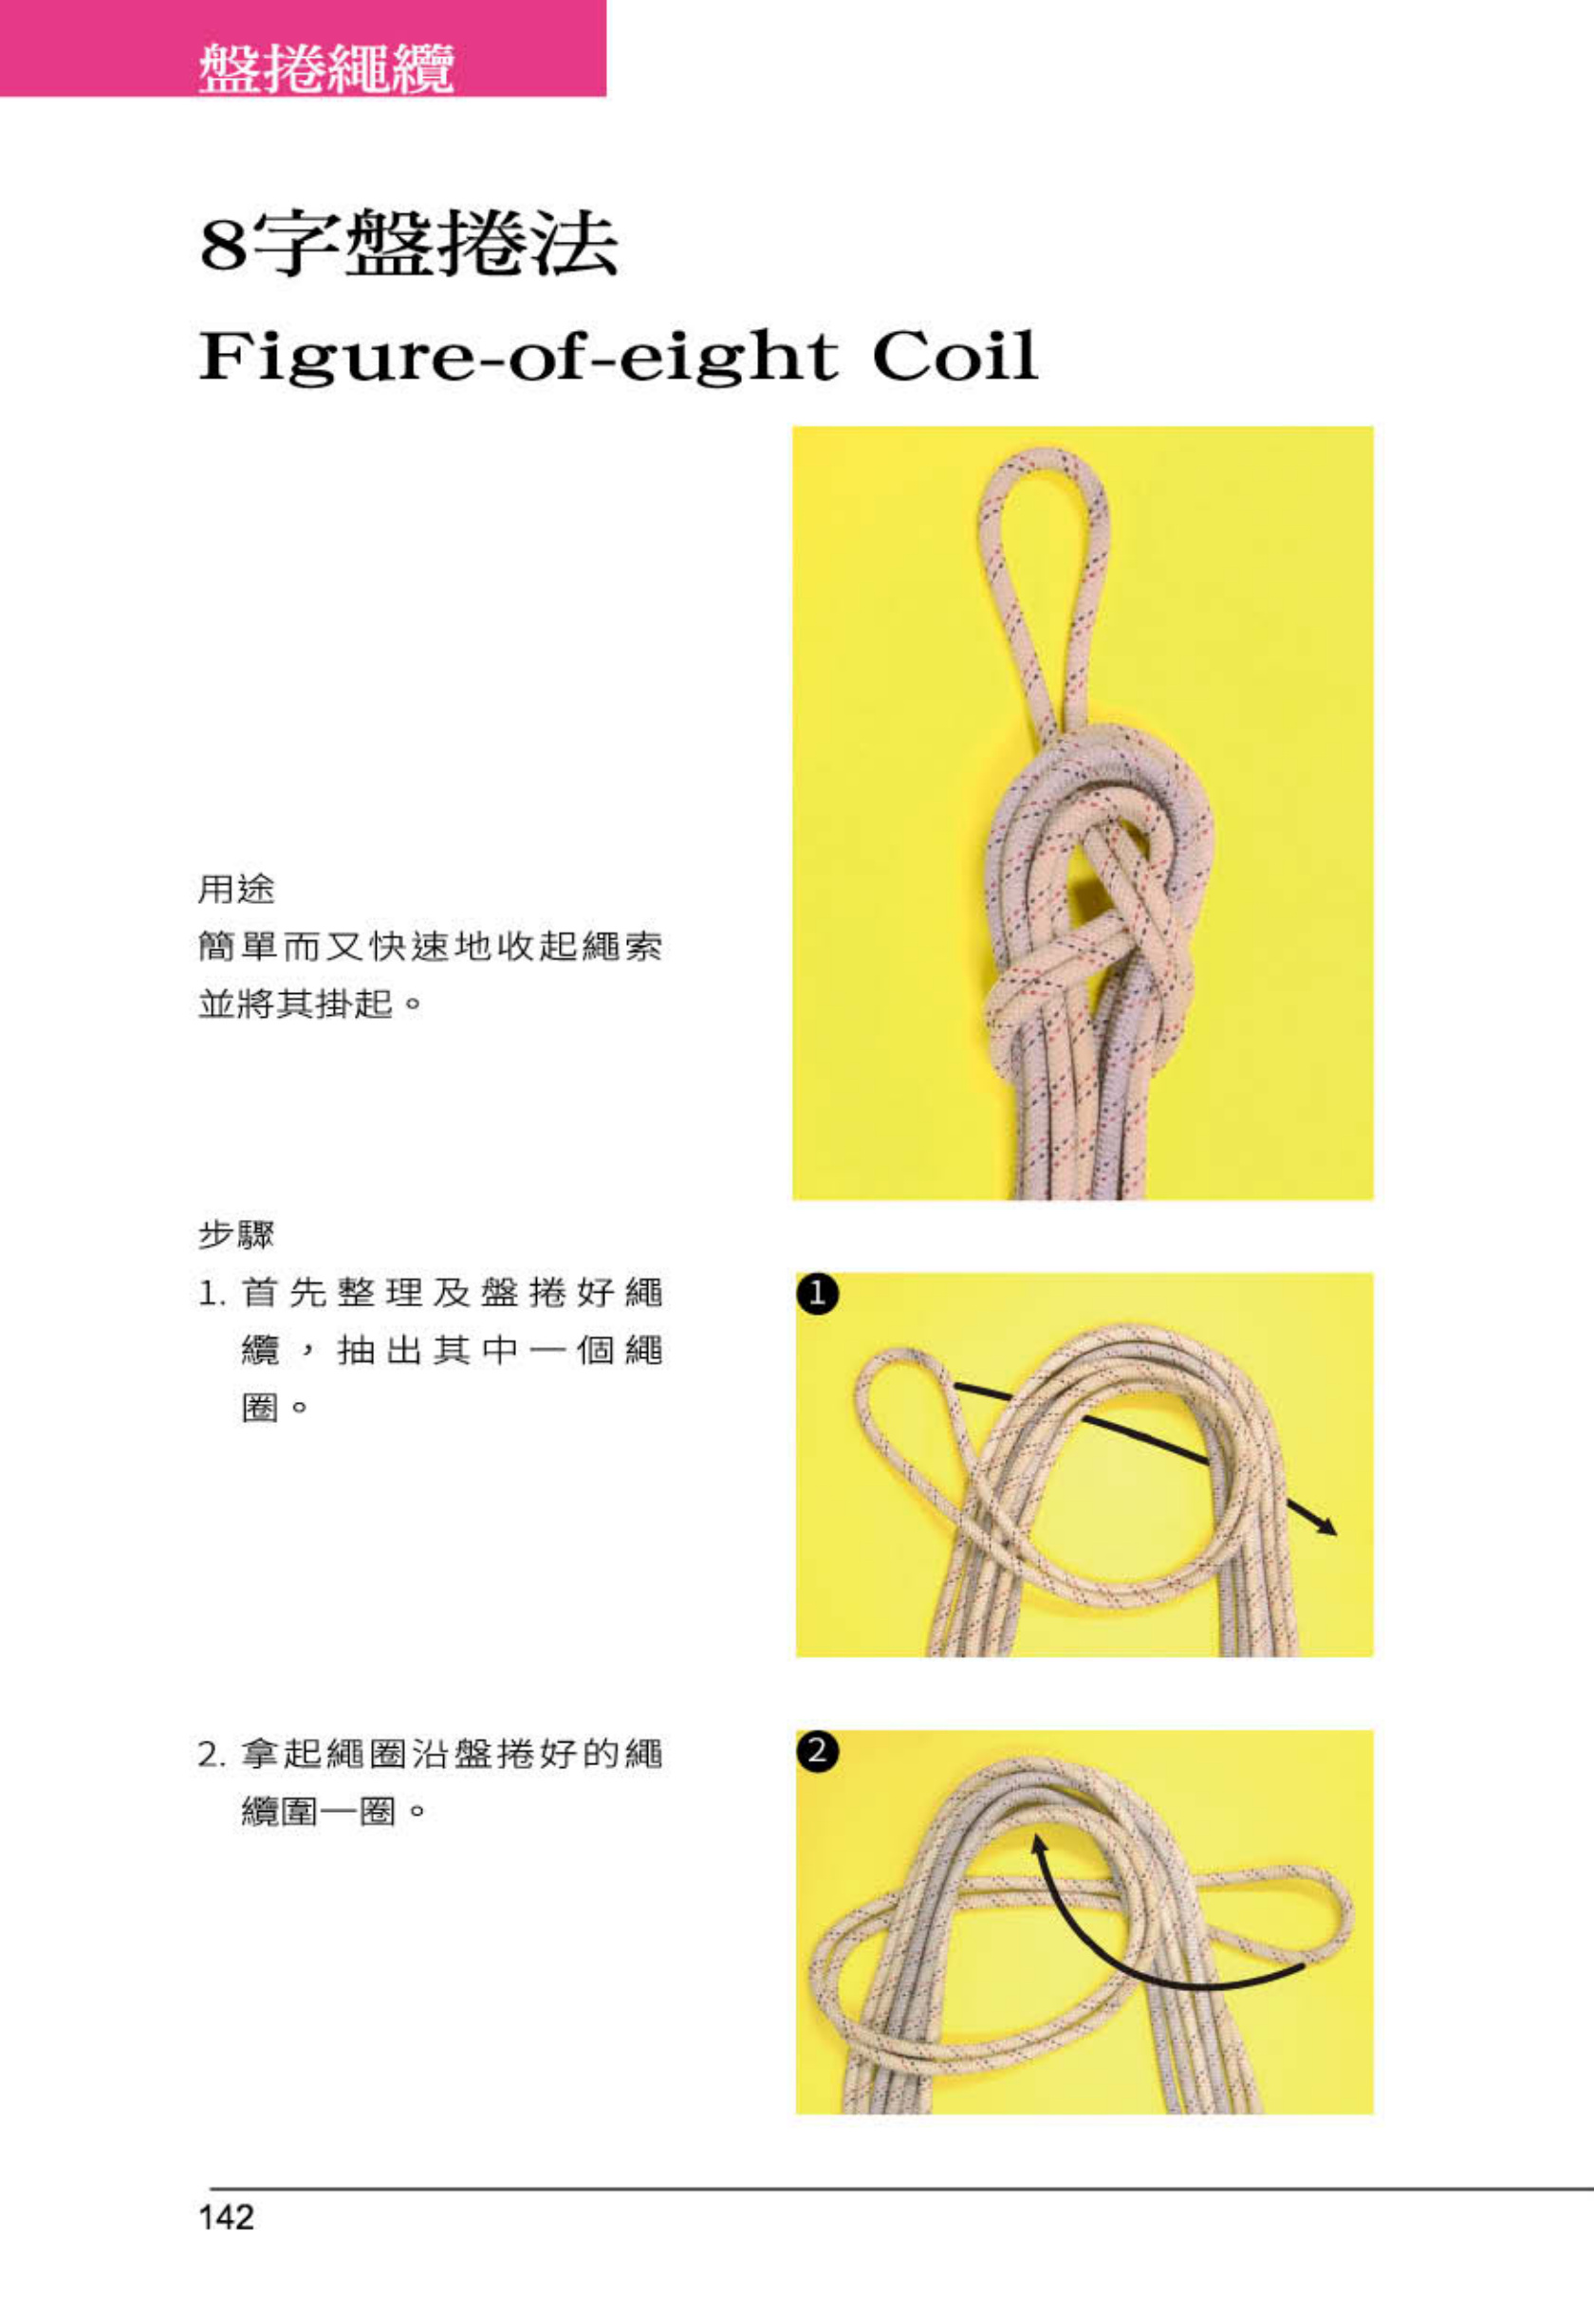 盤捲繩纜
8字盤捲法
Figure-of-eight Coil
用途
簡單而又快速地收起繩索
並將其掛起。
步驟
1. 首先整理及盤捲好繩
纜，抽出其中一個繩
圈。
1
2. 拿起繩圈沿盤捲好的繩
纜圍一圈。
2
142